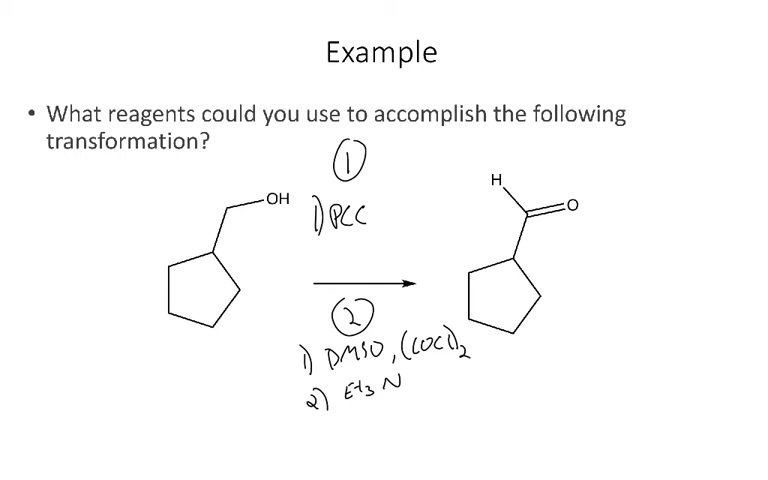 Example
• What reagents could you use to accomplish the following
transformation?
①
H
OH
O
1) PCC
②
1) DMSO, (COCl)₂
2) Et₃N